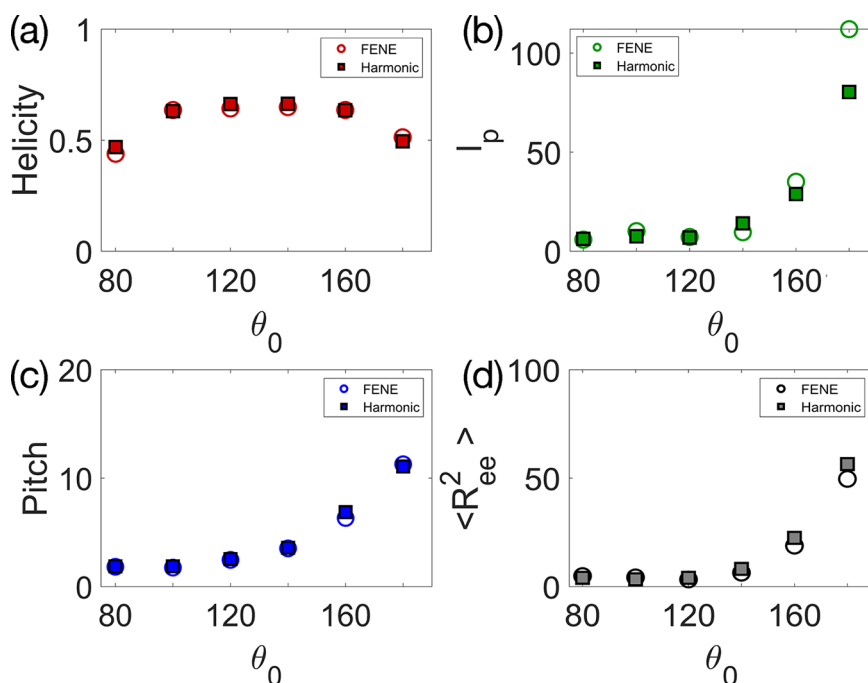 (a)
1
0.5
0
Helicity
FENE
Harmonic
80 120 160
θ0
(b)
100
50
0
lp
FENE
Harmonic
80 120 160
θ0
(c)
20
10
0
Pitch
FENE
Harmonic
80 120 160
θ0
(d)
100
50
0
<R2ee>
FENE
Harmonic
80 120 160
θ0